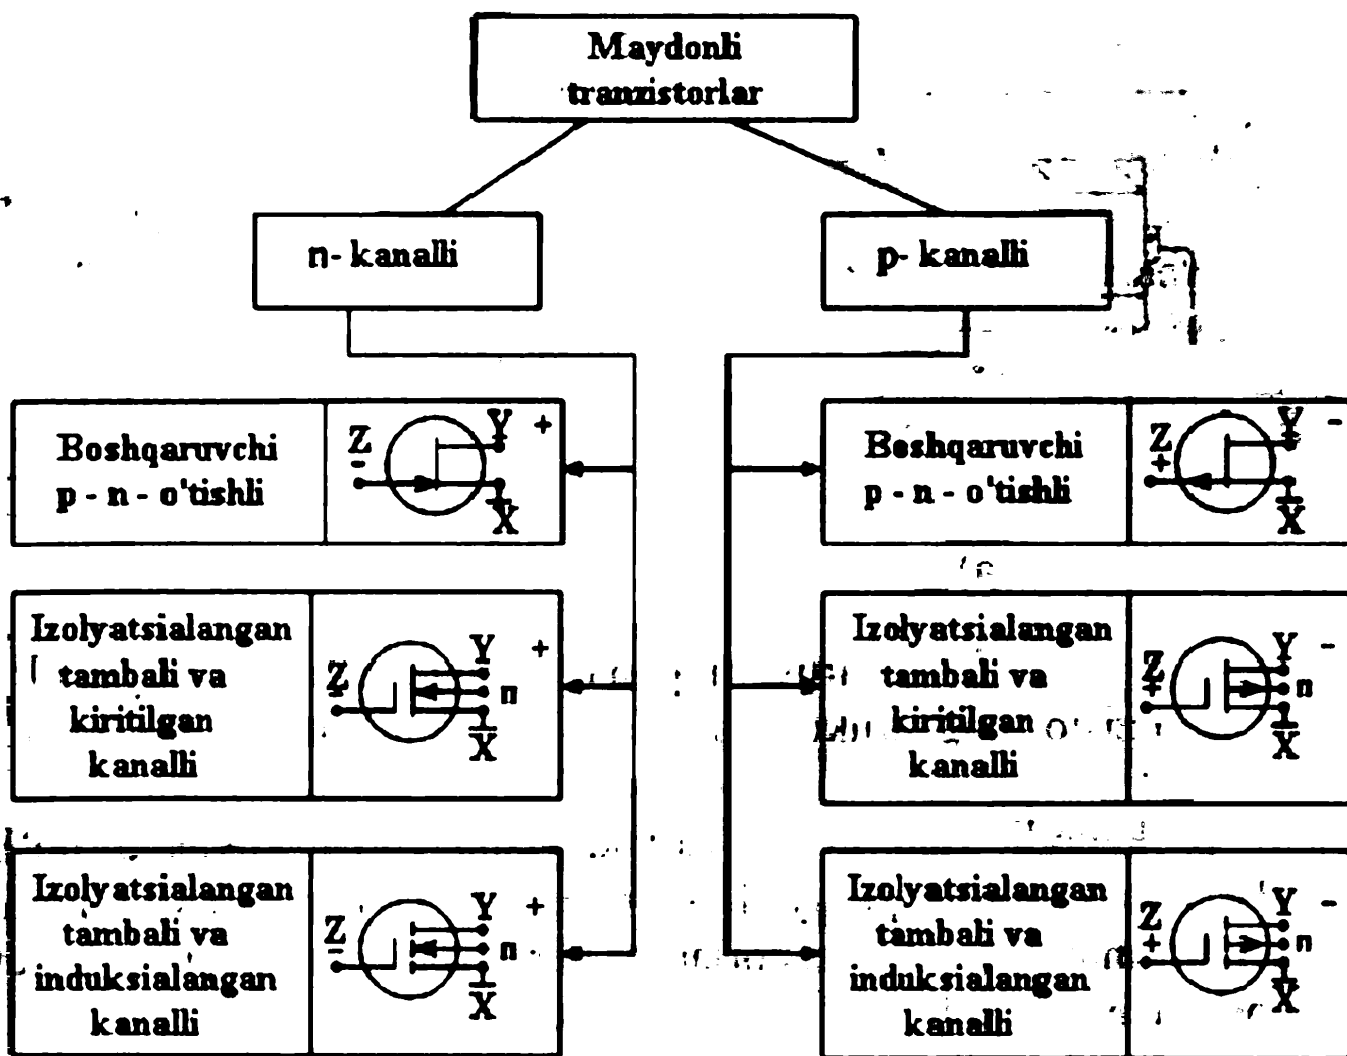 Maydonli
tranzistorlar
n- kanalli
p- kanalli
Boshqaruvchi
p - n - o'tishli
Z
-
Y
+
X
Boshqaruvchi
p - n - o'tishli
Z
+
Y
-
X
Izolyatsialangan
tambali va
kiritilgan
kanalli
Z
Y
+
n
X
Izolyatsialangan
tambali va
kiritilgan
kanalli
Z
+
Y
-
n
X
Izolyatsialangan
tambali va
induksialangan
kanalli
Z
-
Y
+
n
X
Izolyatsialangan
tambali va
induksialangan
kanalli
Z
+
Y
-
n
X